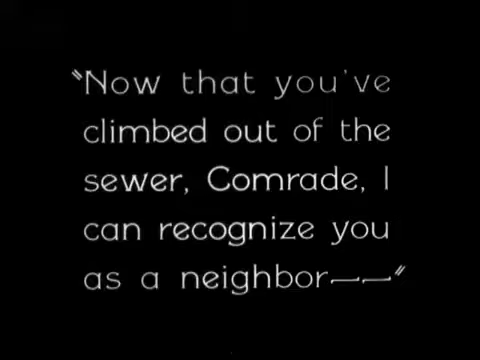 "Now that you've
climbed out of the
sewer, Comrade, I
can recognize you
as a neighbor——"